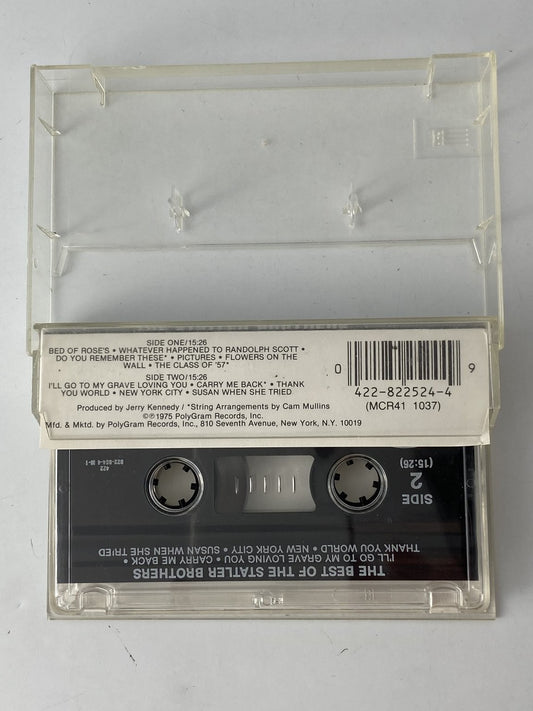 SIDE ONE/15:26
BED OF ROSE'S • WHATEVER HAPPENED TO RANDOLPH SCOTT •
DO YOU REMEMBER THESE* • PICTURES • FLOWERS ON THE
WALL • THE CLASS OF '57*
SIDE TWO/15:26
I'LL GO TO MY GRAVE LOVING YOU • CARRY ME BACK* • THANK
YOU WORLD • NEW YORK CITY • SUSAN WHEN SHE TRIED
Produced by Jerry Kennedy / *String Arrangements by Cam Mullins
©℗1975 PolyGram Records, Inc.
Mfd. & Mktd. by PolyGram Records, Inc., 810 Seventh Avenue, New York, N.Y. 10019
0 9
422-822524-4
(MCR41 1037)
SIDE
2
(15:26)
THE BEST OF THE STATLER BROTHERS
I'LL GO TO MY GRAVE LOVING YOU • CARRY ME BACK •
THANK YOU WORLD • NEW YORK CITY • SUSAN WHEN SHE TRIED